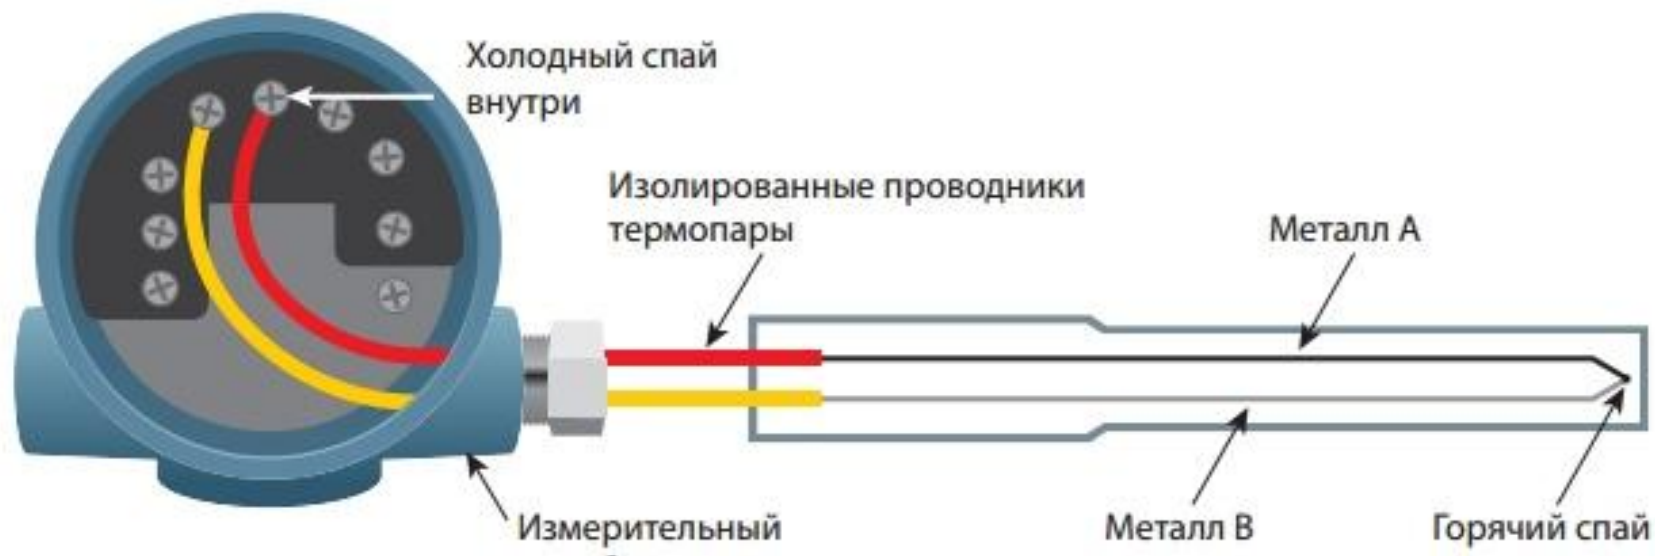 Холодный спай
внутри
Изолированные проводники
термопары
Металл А
Измерительный
Металл В
Горячий спай